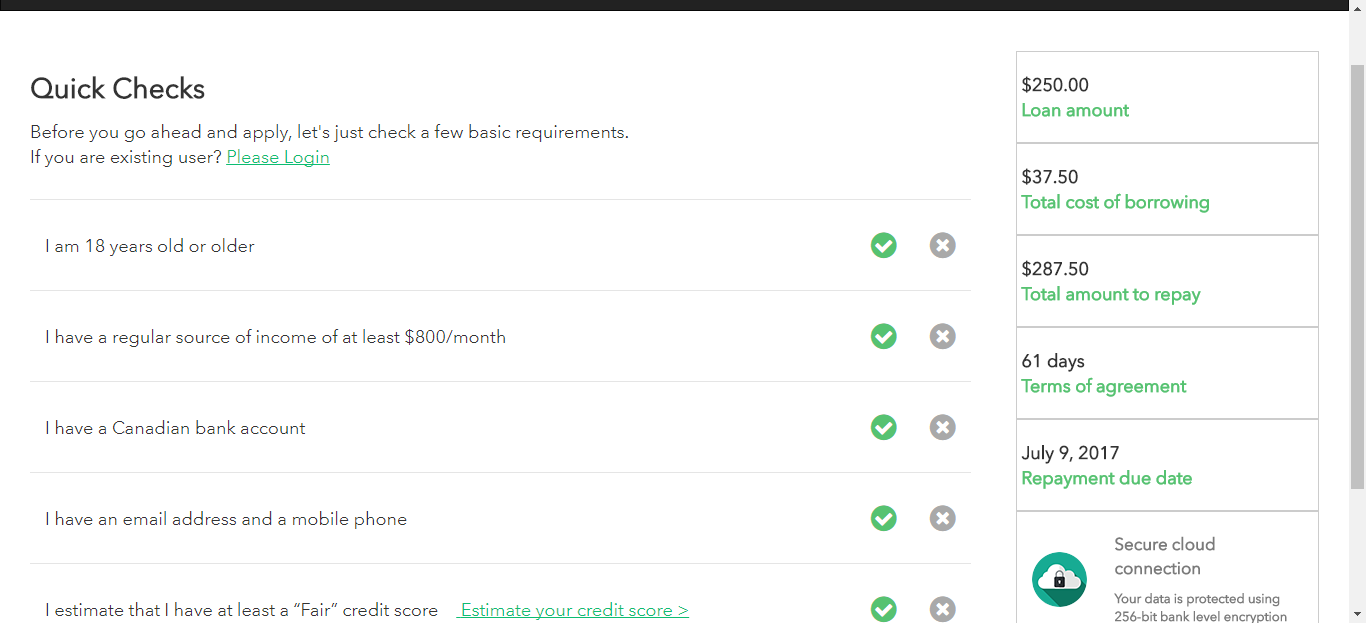 Quick Checks
Before you go ahead and apply, let's just check a few basic requirements.
If you are existing user? Please Login
I am 18 years old or older
I have a regular source of income of at least $800/month
I have a Canadian bank account
I have an email address and a mobile phone
I estimate that I have at least a “Fair” credit score Estimate your credit score >
$250.00
Loan amount
$37.50
Total cost of borrowing
$287.50
Total amount to repay
61 days
Terms of agreement
July 9, 2017
Repayment due date
Secure cloud
connection
Your data is protected using
256-bit bank level encryption